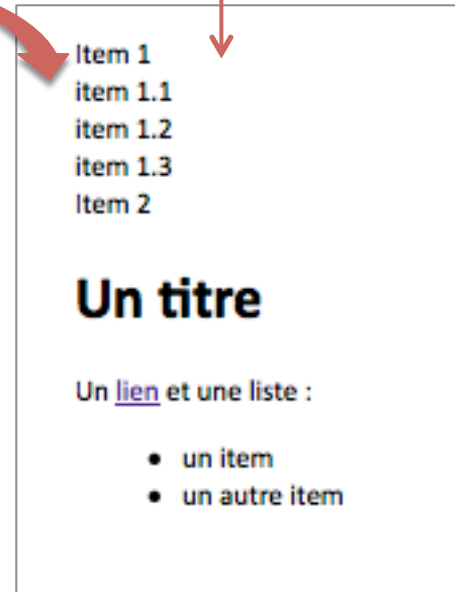 Item 1
item 1.1
item 1.2
item 1.3
Item 2
Un titre
Un lien et une liste :
• un item
• un autre item